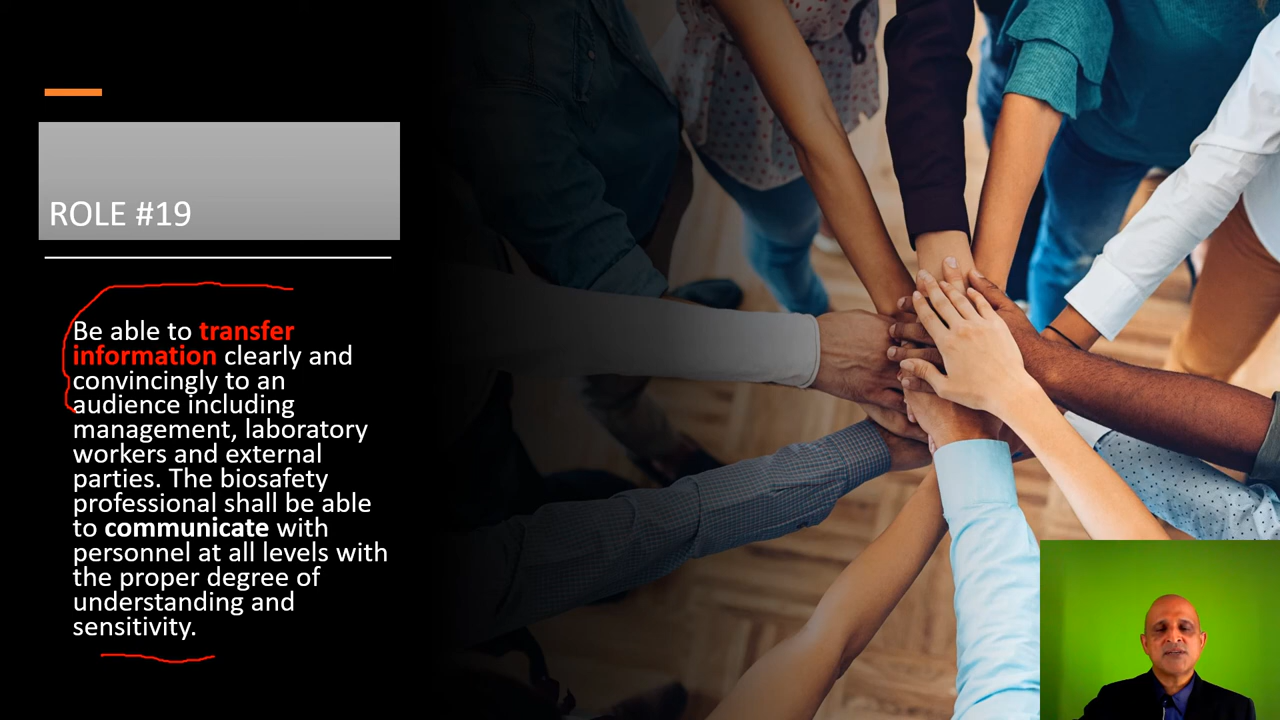 ROLE #19
Be able to transfer
information clearly and
convincingly to an
audience including
management, laboratory
workers and external
parties. The biosafety
professional shall be able
to communicate with
personnel at all levels with
the proper degree of
understanding and
sensitivity.